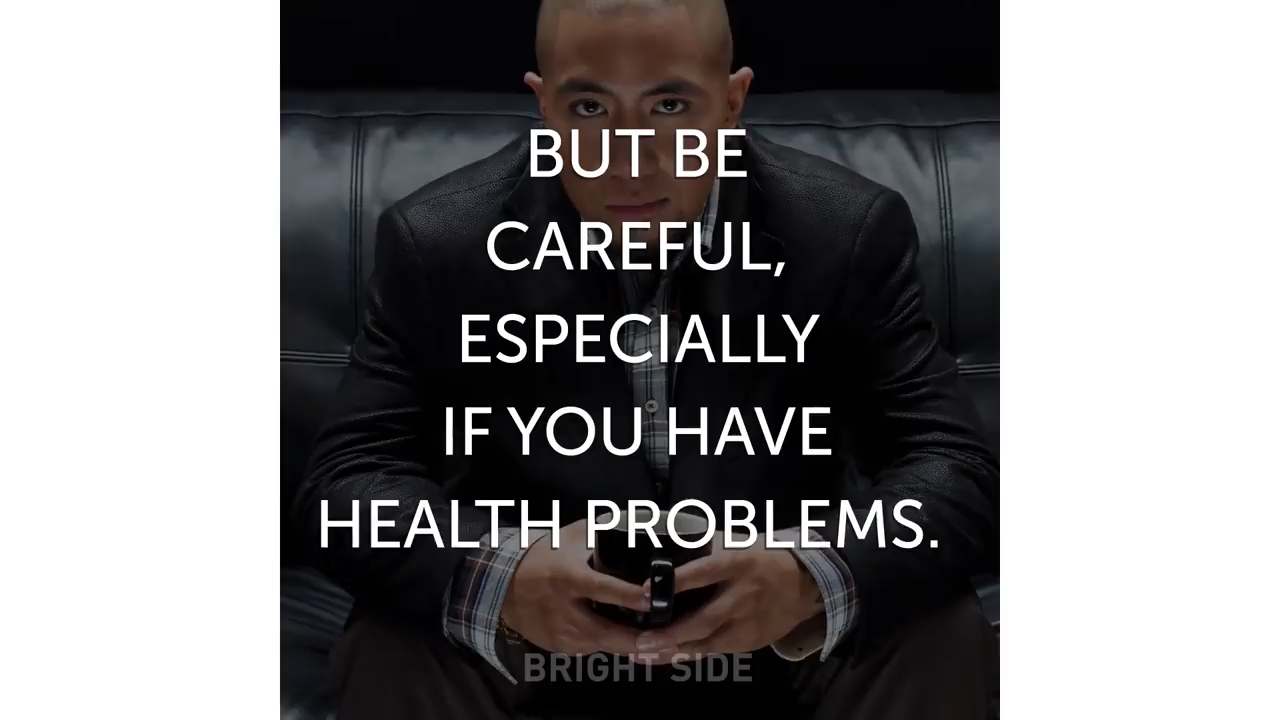 BUT BE
CAREFUL,
ESPECIALLY
IF YOU HAVE
HEALTH PROBLEMS.
BRIGHT SIDE